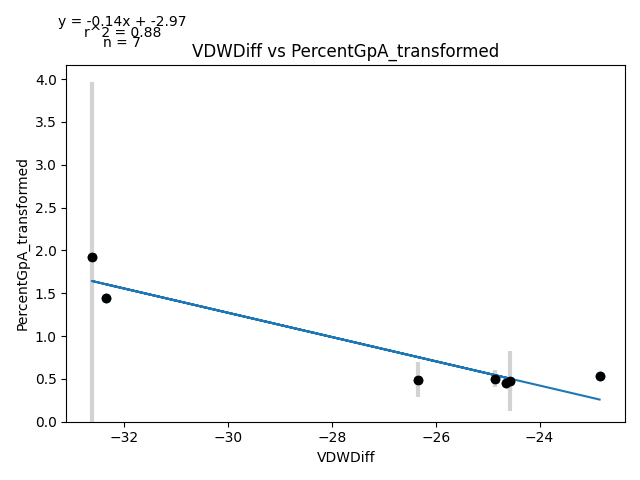 y = -0.14x + -2.97
r^2 = 0.88
n = 7
VDWDiff vs PercentGpA_transformed
4.0
3.5
3.0
2.5
2.0
1.5
1.0
0.5
0.0
PercentGpA_transformed
−32 −30 −28 −26 −24
VDWDiff